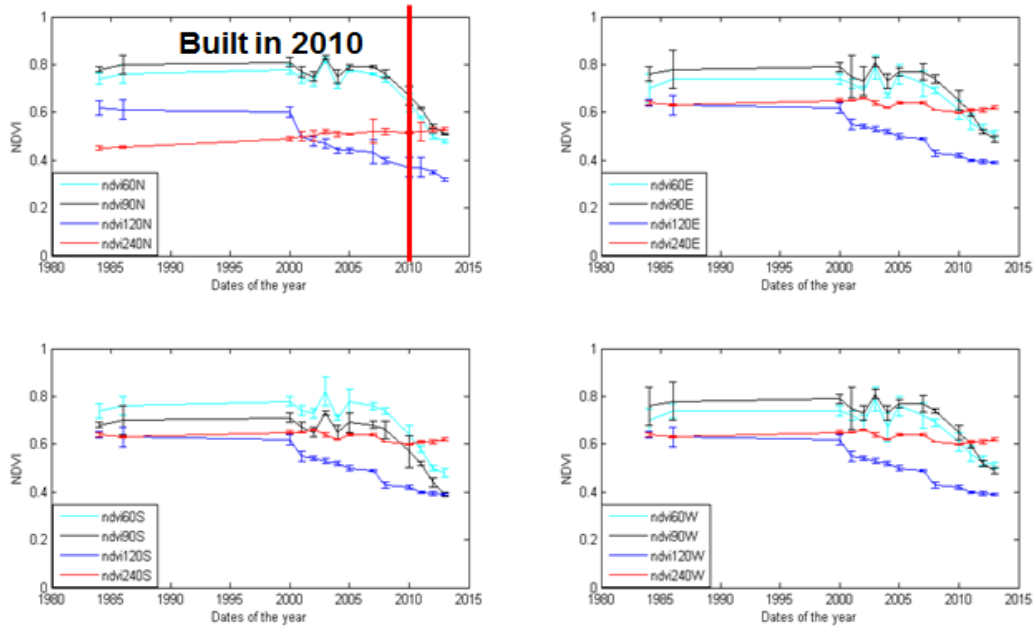 Built in 2010
1
0.8
0.6
0.4
0.2
0
NDVI
ndvi60N
ndvi90N
ndvi120N
ndvi240N
1980 1985 1990 1995 2000 2005 2010 2015
Dates of the year
1
0.8
0.6
0.4
0.2
0
NDVI
ndvi60E
ndvi90E
ndvi120E
ndvi240E
1980 1985 1990 1995 2000 2005 2010 2015
Dates of the year
1
0.8
0.6
0.4
0.2
0
NDVI
ndvi60S
ndvi90S
ndvi120S
ndvi240S
1980 1985 1990 1995 2000 2005 2010 2015
Dates of the year
1
0.8
0.6
0.4
0.2
0
NDVI
ndvi60W
ndvi90W
ndvi120W
ndvi240W
1980 1985 1990 1995 2000 2005 2010 2015
Dates of the year